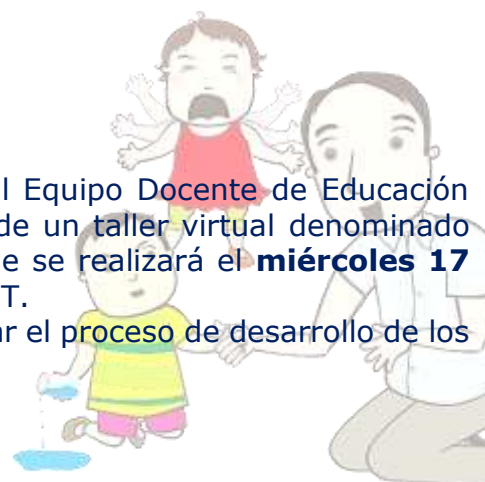 l Equipo Docente de Educación
de un taller virtual denominado
e se realizará el miércoles 17
T.
ar el proceso de desarrollo de los